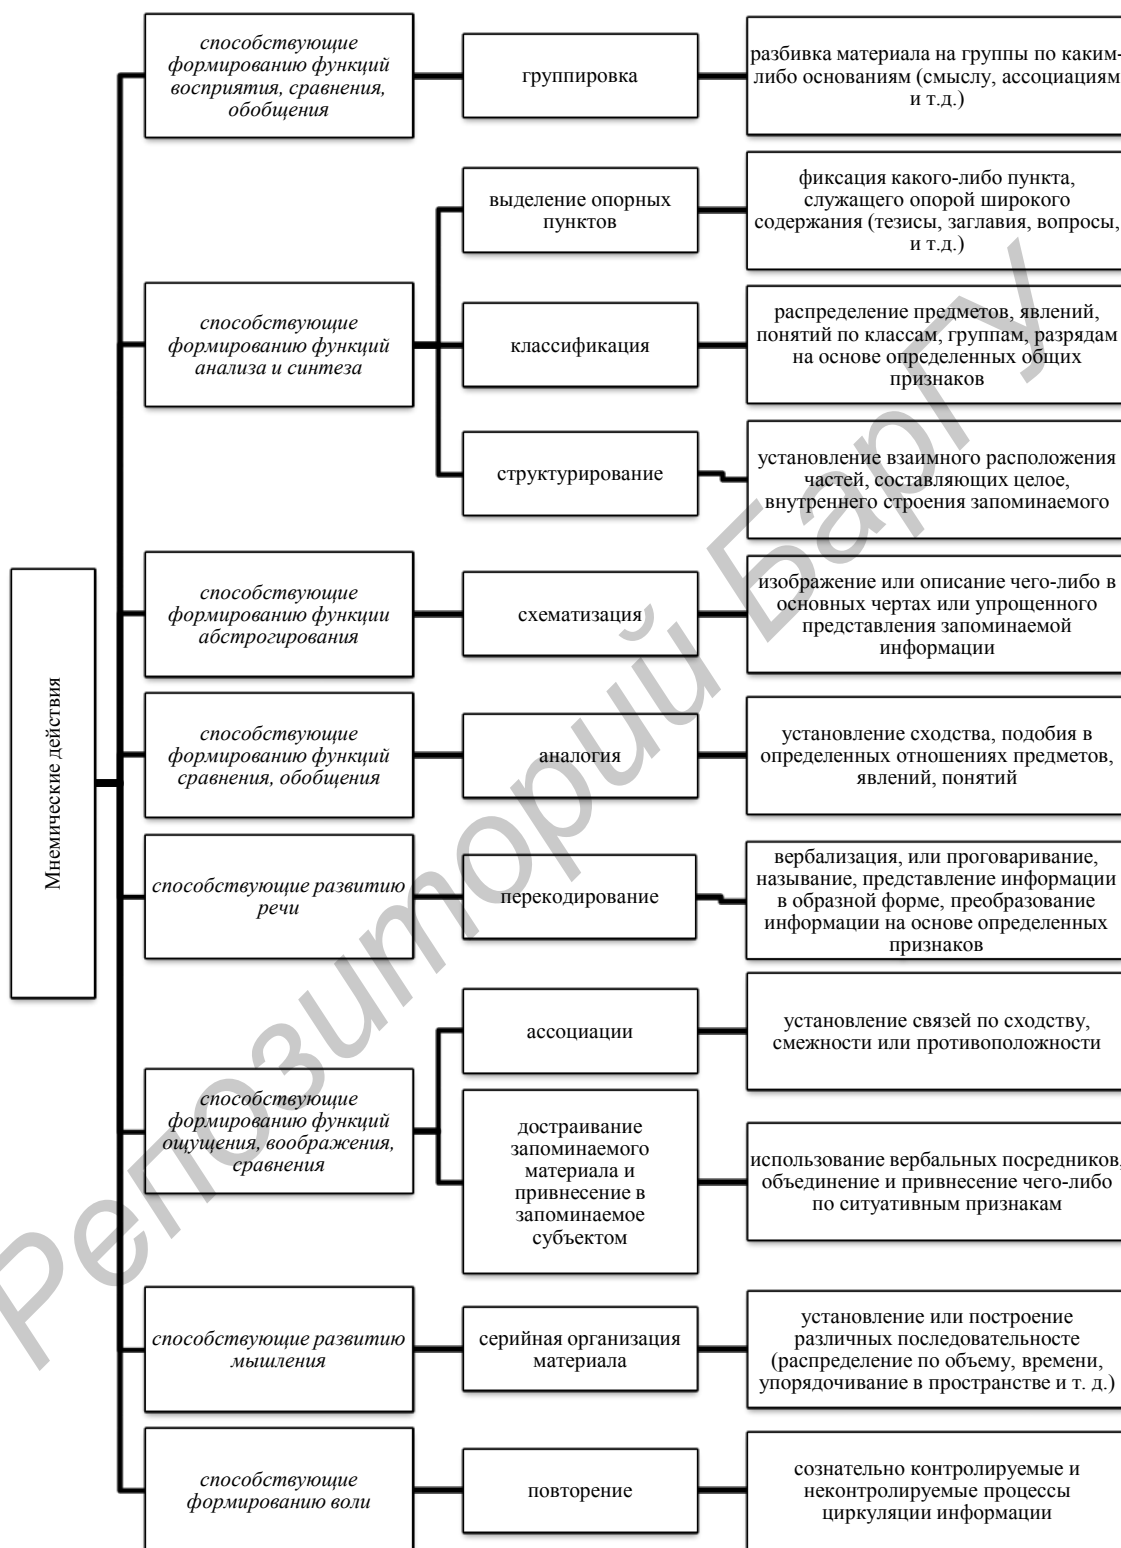 Мнемические действия
способствующие
формированию функций
восприятия, сравнения,
обобщения
группировка
разбивка материала на группы по каким-
либо основаниям (смыслу, ассоциациям
и т.д.)
способствующие
формированию функций
анализа и синтеза
выделение опорных
пунктов
фиксация какого-либо пункта,
служащего опорой широкого
содержания (тезисы, заглавия, вопросы,
и т.д.)
классификация
распределение предметов, явлений,
понятий по классам, группам, разрядам
на основе определенных общих
признаков
структурирование
установление взаимного расположения
частей, составляющих целое,
внутреннего строения запоминаемого
способствующие
формированию функции
абстрогирования
схематизация
изображение или описание чего-либо в
основных чертах или упрощенного
представления запоминаемой
информации
способствующие
формированию функций
сравнения, обобщения
аналогия
установление сходства, подобия в
определенных отношениях предметов,
явлений, понятий
способствующие развитию
речи
перекодирование
вербализация, или проговаривание,
называние, представление информации
в образной форме, преобразование
информации на основе определенных
признаков
способствующие
формированию функций
ощущения, воображения,
сравнения
ассоциации
установление связей по сходству,
смежности или противоположности
достраивание
запоминаемого
материала и
привнесение в
запоминаемое
субъектом
использование вербальных посредников,
объединение и привнесение чего-либо
по ситуативным признакам
способствующие развитию
мышления
серийная организация
материала
установление или построение
различных последовательносте
(распределение по объему, времени,
упорядочивание в пространстве и т. д.)
способствующие
формированию воли
повторение
сознательно контролируемые и
неконтролируемые процессы
циркуляции информации
Репозиторий БарГУ